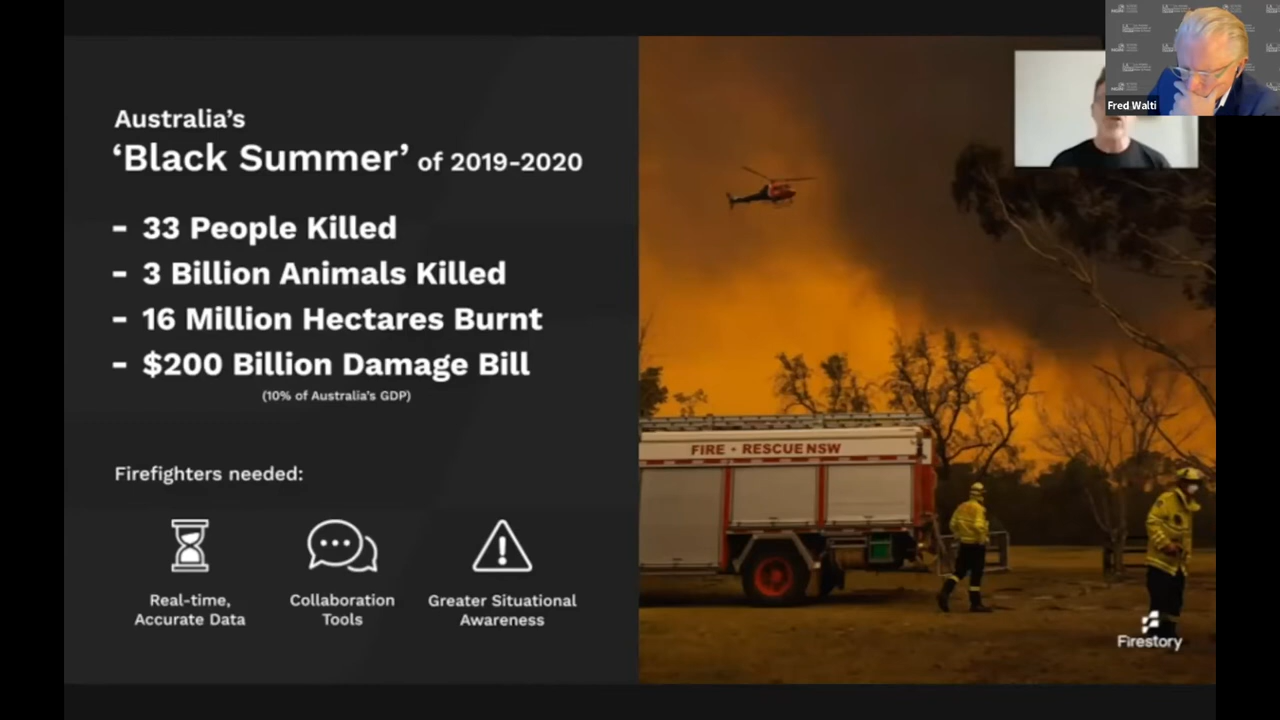 Australia's
'Black Summer' of 2019-2020
- 33 People Killed
- 3 Billion Animals Killed
- 16 Million Hectares Burnt
- $200 Billion Damage Bill
(10% of Australia's GDP)
Firefighters needed:
Real-time,
Accurate Data
Collaboration
Tools
Greater Situational
Awareness
FIRE • RESCUE NSW
Firestory
Fred Walti